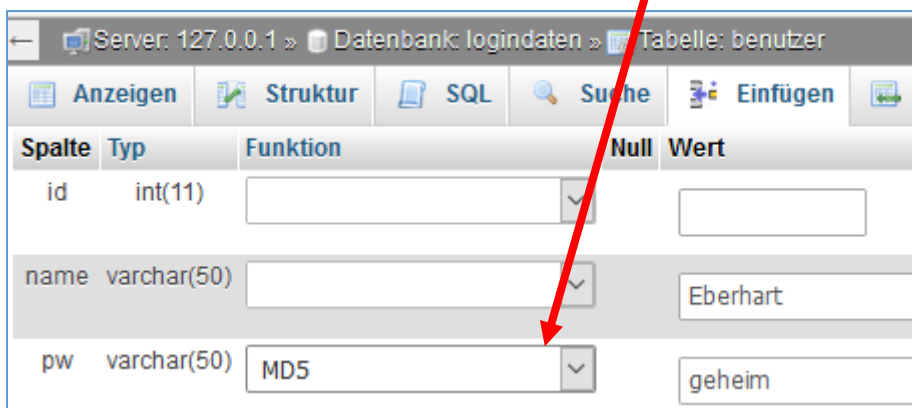 ← Server: 127.0.0.1 » Datenbank: logindaten » Tabelle: benutzer
Anzeigen Struktur SQL Suche Einfügen
Spalte Typ Funktion Null Wert
id int(11)
name varchar(50) Eberhart
pw varchar(50) MD5 geheim